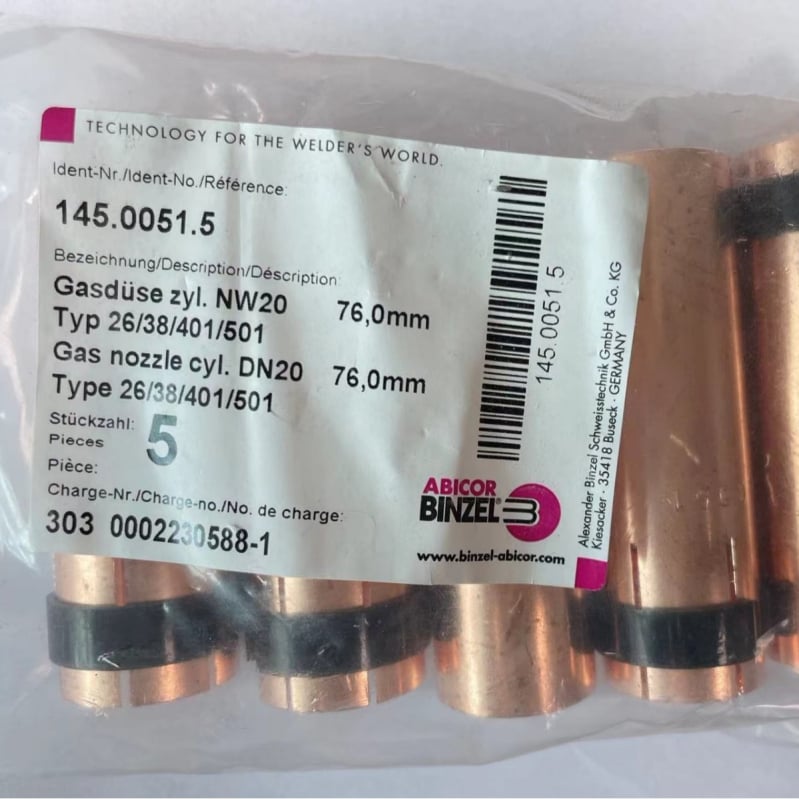 TECHNOLOGY FOR THE WELDER'S WORLD.
Ident-Nr./Ident-No./Référence:
145.0051.5
Bezeichnung/Description/Déscription:
Gasdüse zyl. NW20 76,0mm
Typ 26/38/401/501
Gas nozzle cyl. DN20 76,0mm
Type 26/38/401/501
Stückzahl: 5
Pieces
Pièce:
Charge-Nr./Charge-no./No. de charge:
303 0002230588-1
145.0051.5
ABICOR
BINZEL
www.binzel-abicor.com
Alexander Binzel Schweisstechnik GmbH & Co. KG
Kiesacker · 35418 Buseck · GERMANY